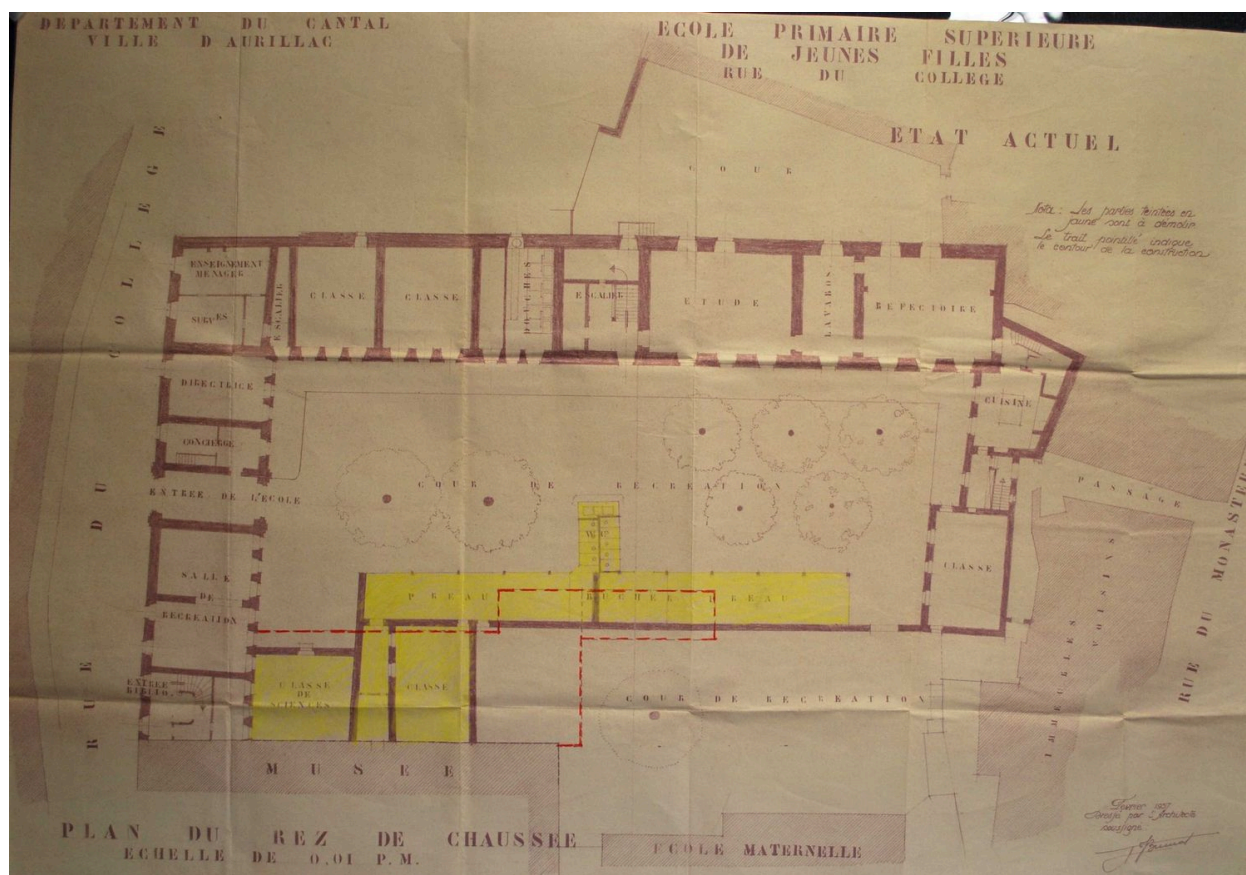 DEPARTEMENT DU CANTAL
VILLE D AURILLAC
ECOLE PRIMAIRE SUPERIEURE
DE JEUNES FILLES
RUE DU COLLEGE
ETAT ACTUEL
Nota : Les parties teintées en
jaune sont à démolir.
Le trait pointillé indique
le contour de la construction
COUR
RUE DU COLLEGE
ENSEIGNEMENT
MENAGER
ESCALIER
CLASSE
CLASSE
DOUCHES
ESCALIER
ETUDE
LAVABOS
REFECTOIRE
DIRECTRICE
CUISINE
CONCIERGE
ENTREE DE L'ECOLE
COUR DE RECREATION
PASSAGE
W.C.
SALLE
DE
RECREATION
PREAU
BUCHER
PREAU
CLASSE
IMMEUBLES
VOISINS
RUE DU MONASTERE
ENTREE
BIBLIO.
CLASSE
DE
SCIENCES
CLASSE
COUR DE RECREATION
MUSEE
PLAN DU REZ DE CHAUSSEE
ECHELLE DE 0,01 P.M.
ECOLE MATERNELLE
Février
Dressé par l'Architecte
soussigné